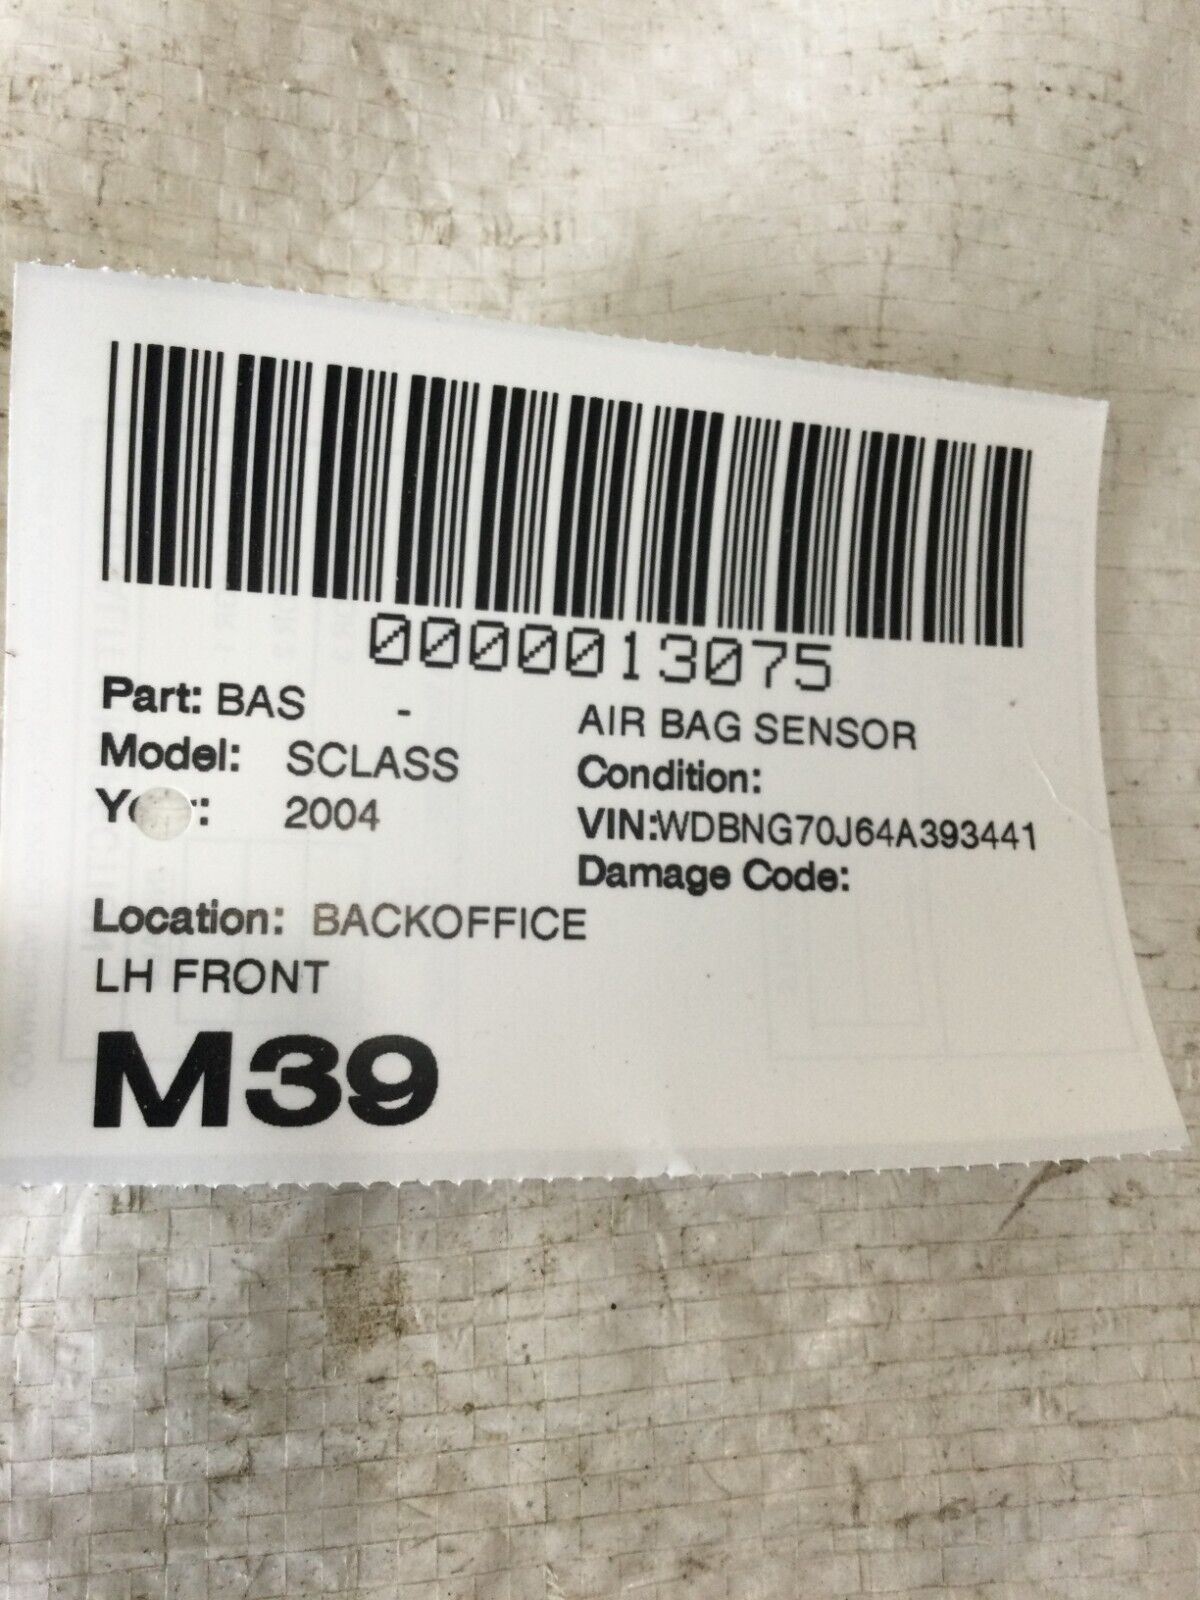 0000013075
Part: BAS - AIR BAG SENSOR
Model: SCLASS Condition:
Year: 2004 VIN:WDBNG70J64A393441
Damage Code:
Location: BACKOFFICE
LH FRONT
M39